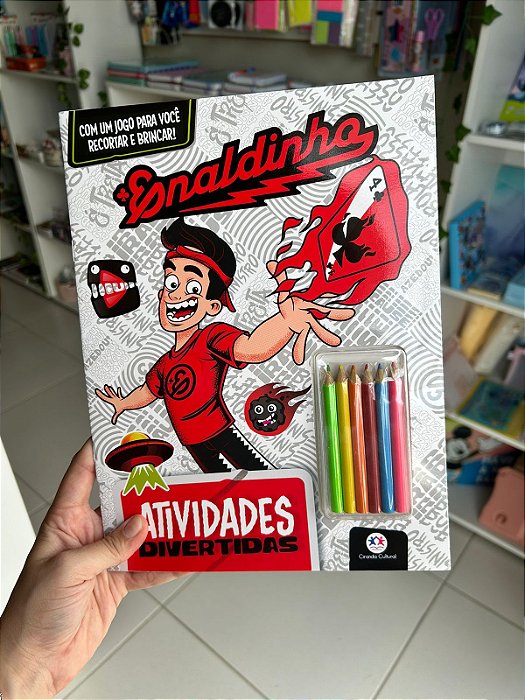 COM UM JOGO PARA VOCÊ
RECORTAR E BRINCAR!
Enaldinho
A
ATIVIDADES
DIVERTIDAS
Ciranda Cultural